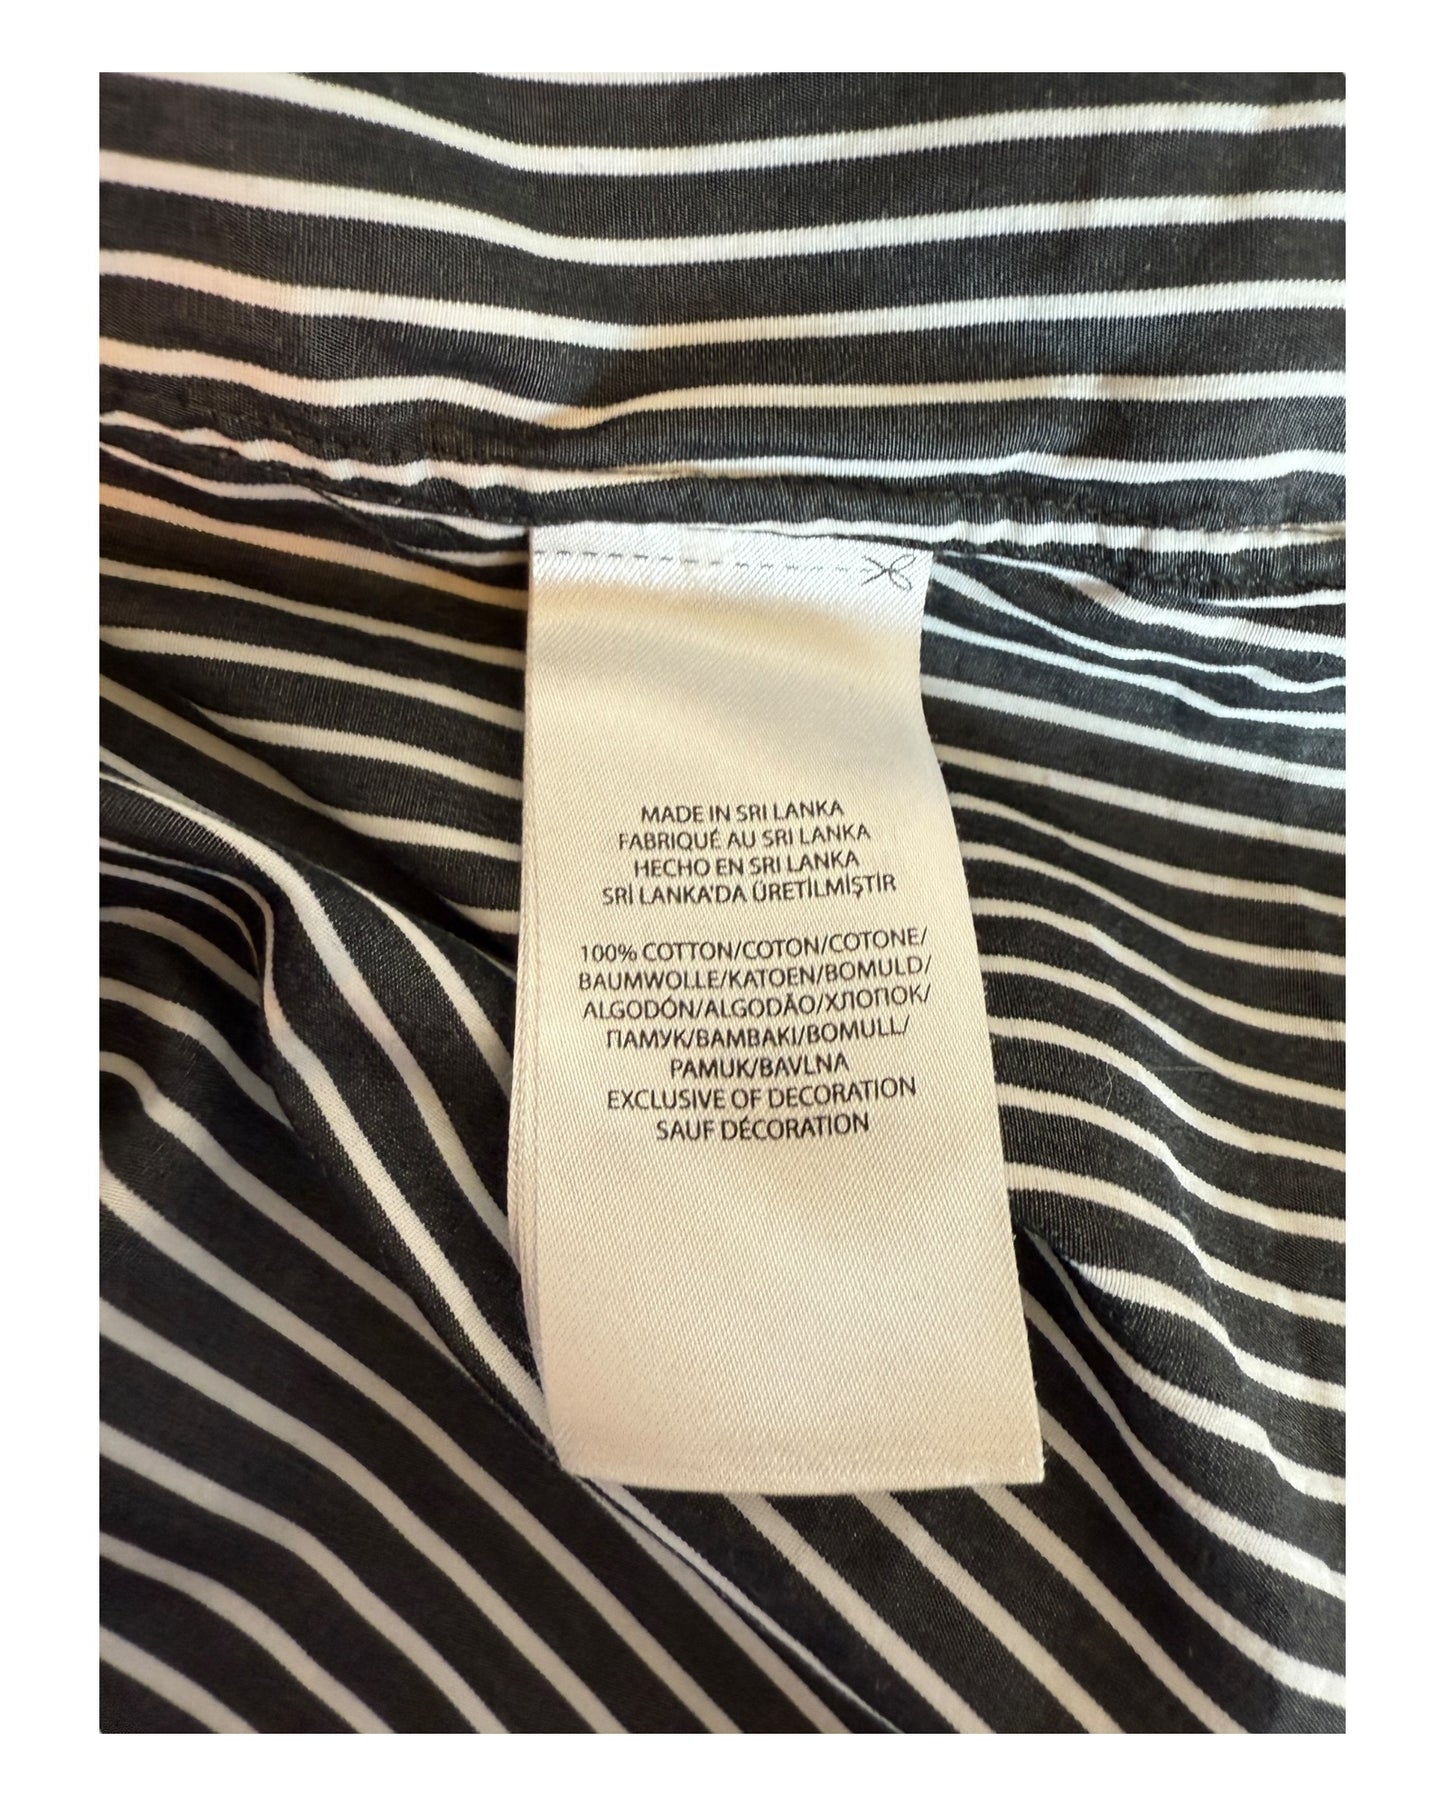 MADE IN SRI LANKA
FABRIQUÉ AU SRI LANKA
HECHO EN SRI LANKA
SRİ LANKA'DA ÜRETİLMİŞTİR
100% COTTON/COTON/COTONE/
BAUMWOLLE/KATOEN/BOMULD/
ALGODÓN/ALGODÃO/ХЛОПОК/
ПАМУК/BAMBAKI/BOMULL/
PAMUK/BAVLNA
EXCLUSIVE OF DECORATION
SAUF DÉCORATION